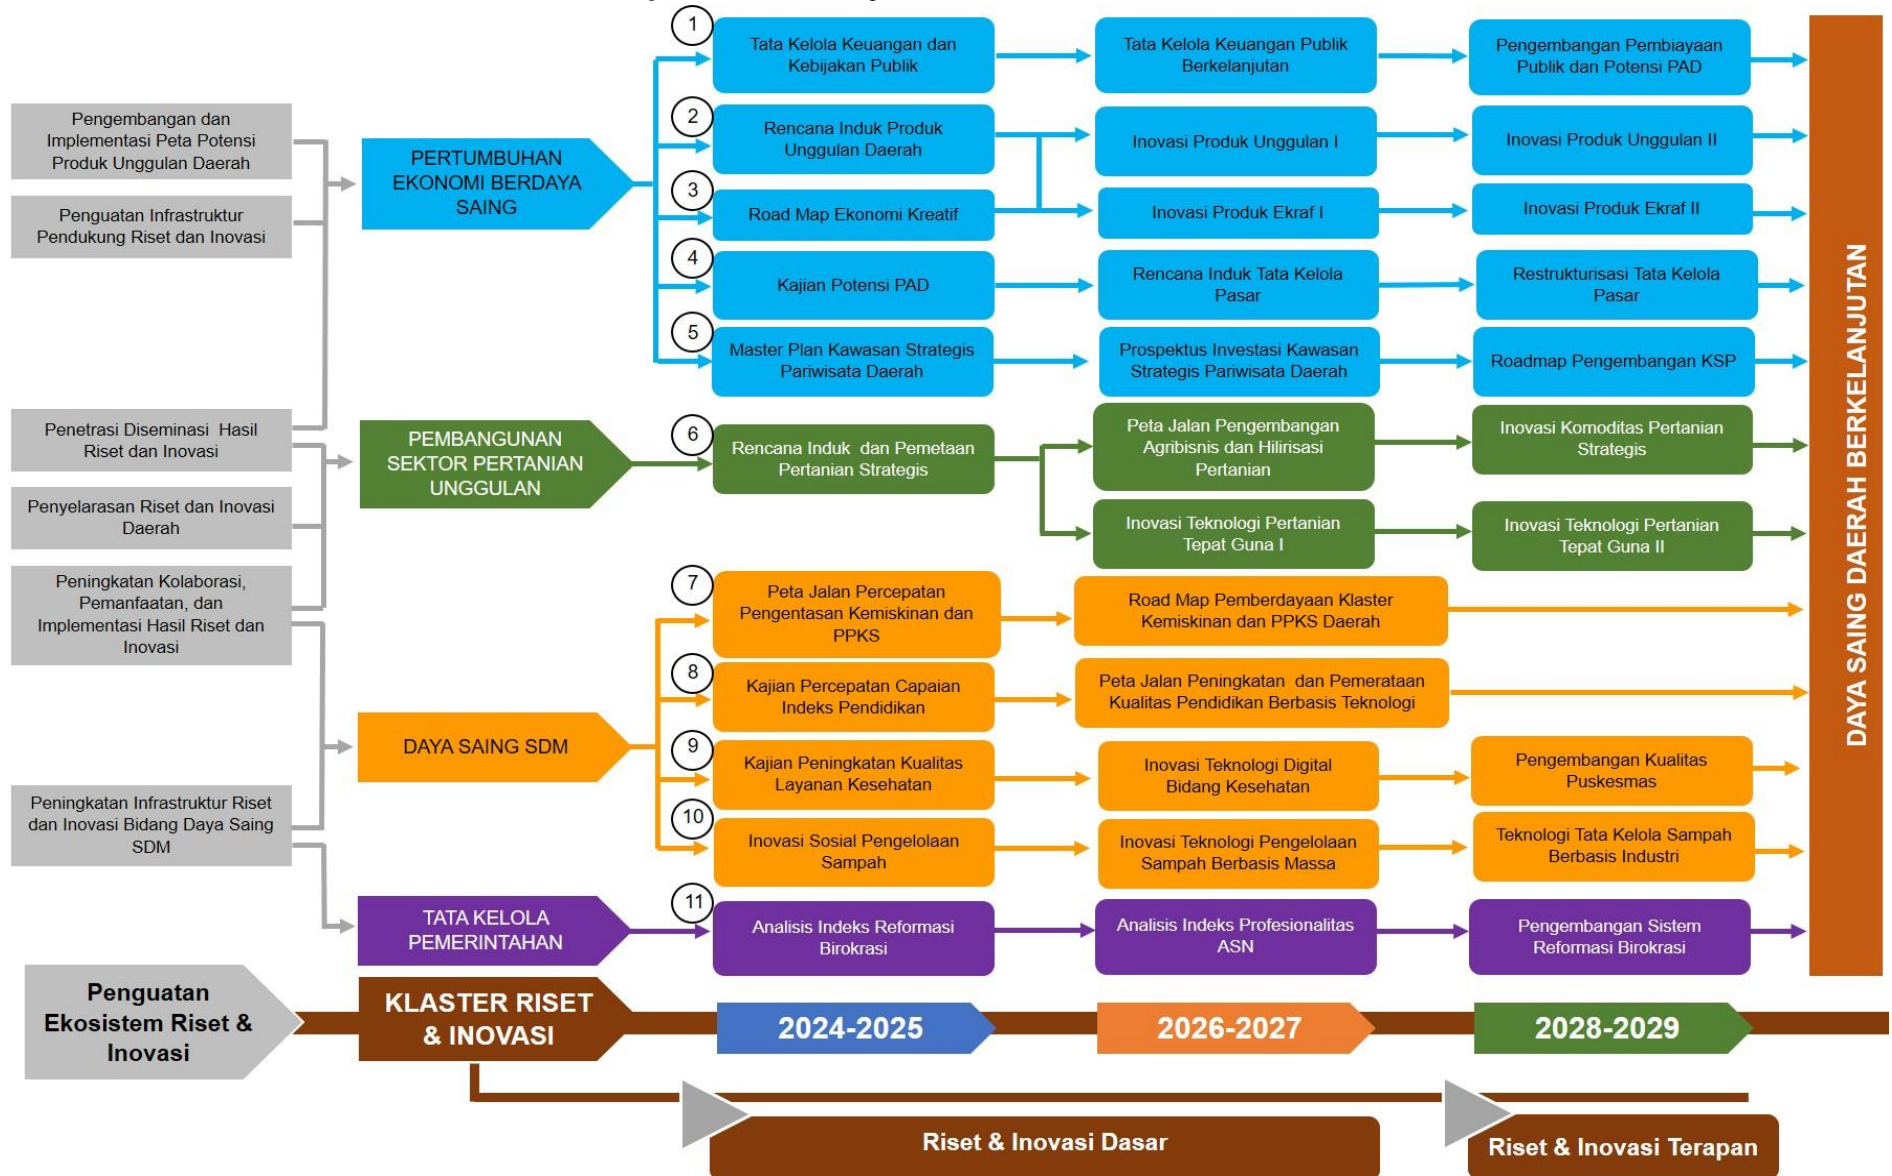 Pengembangan dan
Implementasi Peta Potensi
Produk Unggulan Daerah
Penguatan Infrastruktur
Pendukung Riset dan Inovasi
Penetrasi Diseminasi Hasil
Riset dan Inovasi
Penyelarasan Riset dan Inovasi
Daerah
Peningkatan Kolaborasi,
Pemanfaatan, dan
Implementasi Hasil Riset dan
Inovasi
Peningkatan Infrastruktur Riset
dan Inovasi Bidang Daya Saing
SDM
PERTUMBUHAN
EKONOMI BERDAYA
SAING
1
Tata Kelola Keuangan dan
Kebijakan Publik
Tata Kelola Keuangan Publik
Berkelanjutan
Pengembangan Pembiayaan
Publik dan Potensi PAD
2
Rencana Induk Produk
Unggulan Daerah
Inovasi Produk Unggulan I
Inovasi Produk Unggulan II
3
Road Map Ekonomi Kreatif
Inovasi Produk Ekraf I
Inovasi Produk Ekraf II
4
Kajian Potensi PAD
Rencana Induk Tata Kelola
Pasar
Restrukturisasi Tata Kelola
Pasar
5
Master Plan Kawasan Strategis
Pariwisata Daerah
Prospektus Investasi Kawasan
Strategis Pariwisata Daerah
Roadmap Pengembangan KSP
PEMBANGUNAN
SEKTOR PERTANIAN
UNGGULAN
6
Rencana Induk dan Pemetaan
Pertanian Strategis
Peta Jalan Pengembangan
Agribisnis dan Hilirisasi
Pertanian
Inovasi Komoditas Pertanian
Strategis
Inovasi Teknologi Pertanian
Tepat Guna I
Inovasi Teknologi Pertanian
Tepat Guna II
DAYA SAING SDM
7
Peta Jalan Percepatan
Pengentasan Kemiskinan dan
PPKS
Road Map Pemberdayaan Klaster
Kemiskinan dan PPKS Daerah
8
Kajian Percepatan Capaian
Indeks Pendidikan
Peta Jalan Peningkatan dan Pemerataan
Kualitas Pendidikan Berbasis Teknologi
9
Kajian Peningkatan Kualitas
Layanan Kesehatan
Inovasi Teknologi Digital
Bidang Kesehatan
Pengembangan Kualitas
Puskesmas
10
Inovasi Sosial Pengelolaan
Sampah
Inovasi Teknologi Pengelolaan
Sampah Berbasis Massa
Teknologi Tata Kelola Sampah
Berbasis Industri
TATA KELOLA
PEMERINTAHAN
11
Analisis Indeks Reformasi
Birokrasi
Analisis Indeks Profesionalitas
ASN
Pengembangan Sistem
Reformasi Birokrasi
DAYA SAING DAERAH BERKELANJUTAN
Penguatan
Ekosistem Riset &
Inovasi
KLASTER RISET
& INOVASI
2024-2025
2026-2027
2028-2029
Riset & Inovasi Dasar
Riset & Inovasi Terapan